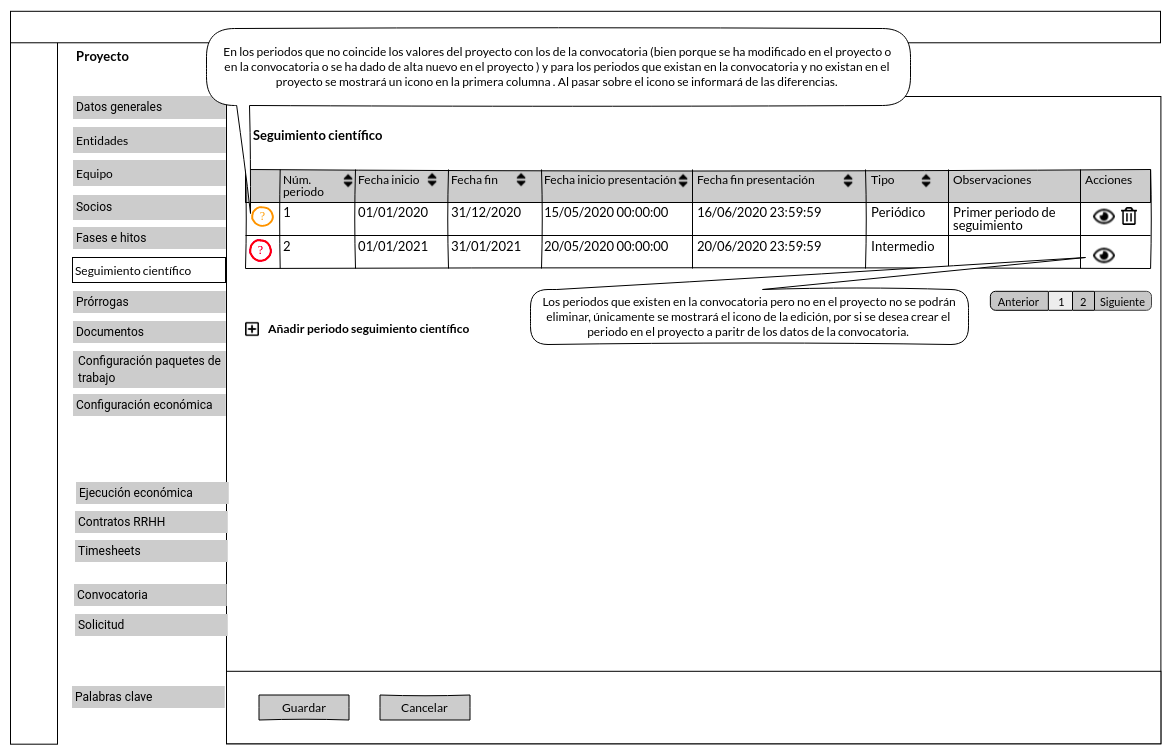 Proyecto
En los periodos que no coincide los valores del proyecto con los de la convocatoria (bien porque se ha modificado en el proyecto o
en la convocatoria o se ha dado de alta nuevo en el proyecto ) y para los periodos que existan en la convocatoria y no existan en el
proyecto se mostrará un icono en la primera columna . Al pasar sobre el icono se informará de las diferencias.
Datos generales
Entidades
Equipo
Socios
Fases e hitos
Seguimiento científico
Prórrogas
Documentos
Configuración paquetes de
trabajo
Configuración económica
Ejecución económica
Contratos RRHH
Timesheets
Convocatoria
Solicitud
Palabras clave
Seguimiento científico
Núm. periodo Fecha inicio Fecha fin Fecha inicio presentación Fecha fin presentación Tipo Observaciones Acciones
? 1 01/01/2020 31/12/2020 15/05/2020 00:00:00 16/06/2020 23:59:59 Periódico Primer periodo de seguimiento
? 2 01/01/2021 31/01/2021 20/05/2020 00:00:00 20/06/2020 23:59:59 Intermedio
Los periodos que existen en la convocatoria pero no en el proyecto no se podrán
eliminar, únicamente se mostrará el icono de la edición, por si se desea crear el
periodo en el proyecto a paritr de los datos de la convocatoria.
Anterior 1 2 Siguiente
Añadir periodo seguimiento científico
Guardar Cancelar